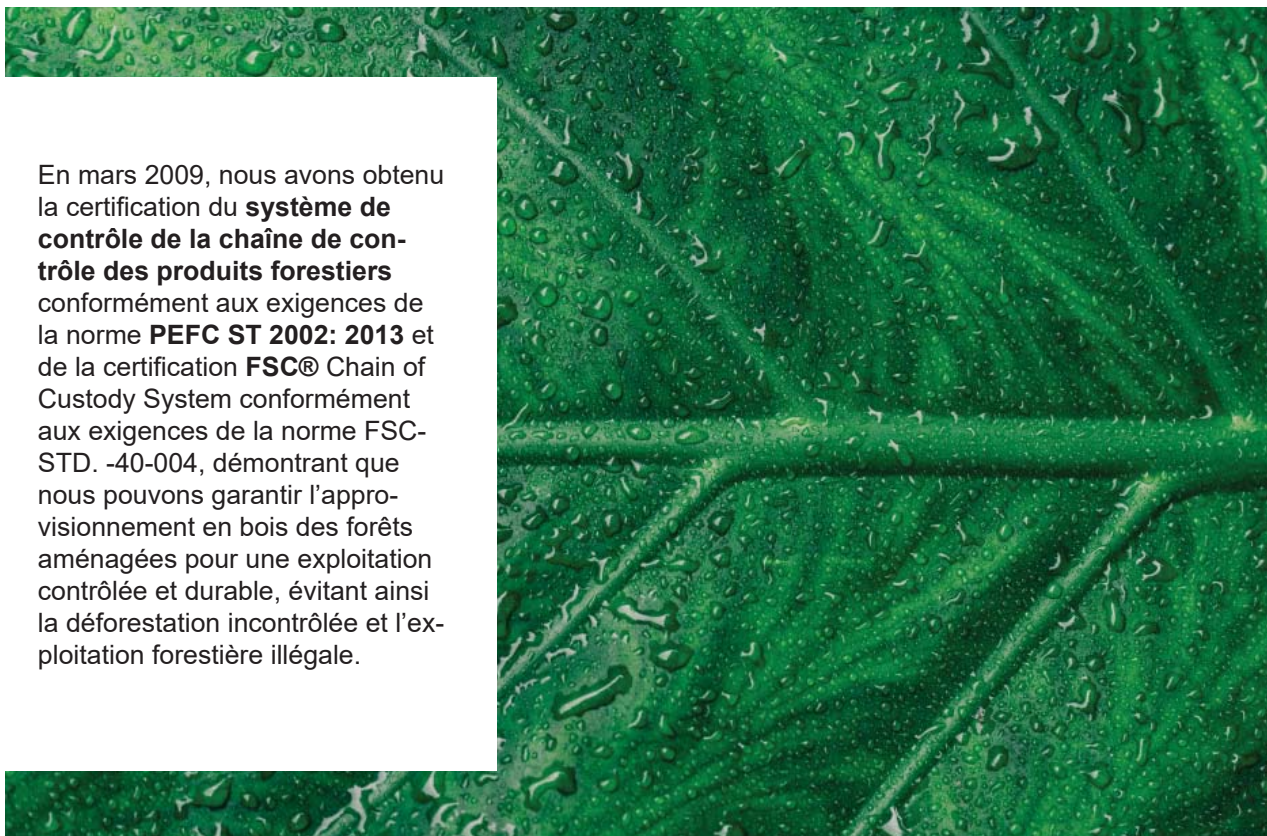 En mars 2009, nous avons obtenu
la certification du système de
contrôle de la chaîne de con-
trôle des produits forestiers
conformément aux exigences de
la norme PEFC ST 2002: 2013 et
de la certification FSC® Chain of
Custody System conformément
aux exigences de la norme FSC-
STD. -40-004, démontrant que
nous pouvons garantir l’appro-
visionnement en bois des forêts
aménagées pour une exploitation
contrôlée et durable, évitant ainsi
la déforestation incontrôlée et l’ex-
ploitation forestière illégale.